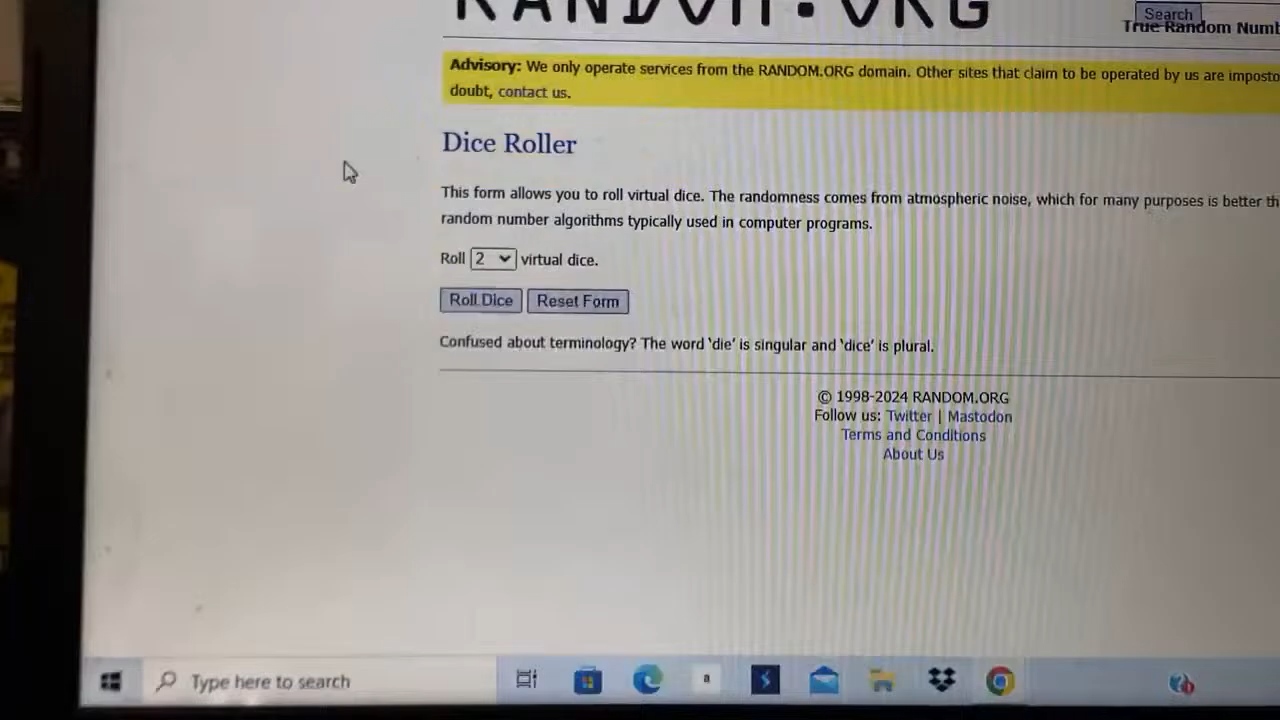 RANDOM.ORG
Search
True Random Numb
Advisory: We only operate services from the RANDOM.ORG domain. Other sites that claim to be operated by us are imposto
doubt, contact us.
Dice Roller
This form allows you to roll virtual dice. The randomness comes from atmospheric noise, which for many purposes is better th
random number algorithms typically used in computer programs.
Roll 2 virtual dice.
Roll Dice Reset Form
Confused about terminology? The word ‘die’ is singular and ‘dice’ is plural.
© 1998-2024 RANDOM.ORG
Follow us: Twitter | Mastodon
Terms and Conditions
About Us
Type here to search
a